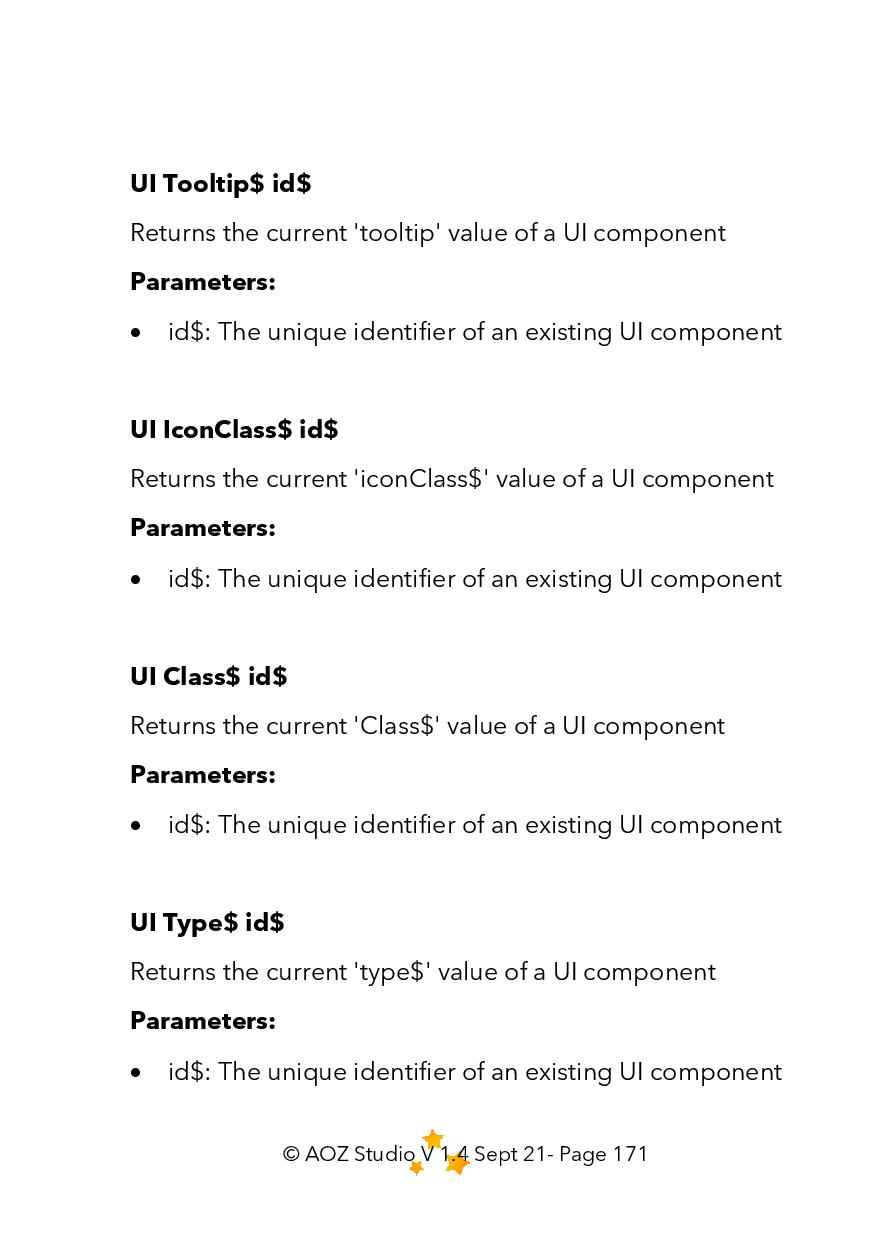 UI Tooltip$ id$
Returns the current 'tooltip' value of a UI component
Parameters:
• id$: The unique identifier of an existing UI component
UI IconClass$ id$
Returns the current 'iconClass$' value of a UI component
Parameters:
• id$: The unique identifier of an existing UI component
UI Class$ id$
Returns the current 'Class$' value of a UI component
Parameters:
• id$: The unique identifier of an existing UI component
UI Type$ id$
Returns the current 'type$' value of a UI component
Parameters:
• id$: The unique identifier of an existing UI component
© AOZ Studio V 1.4 Sept 21- Page 171